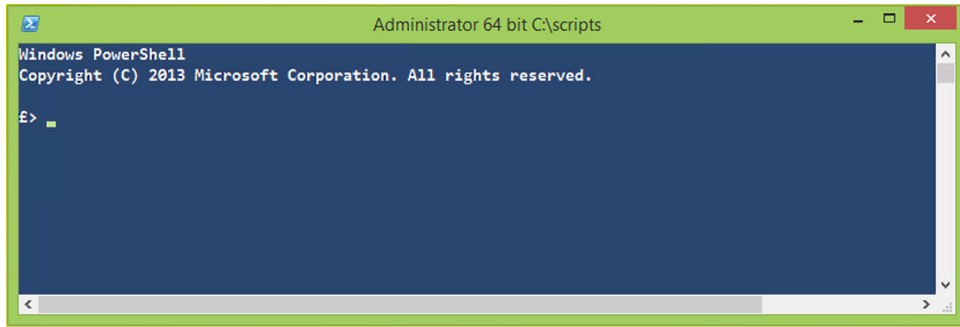 Administrator 64 bit C:\scripts
Windows PowerShell
Copyright (C) 2013 Microsoft Corporation. All rights reserved.
£>